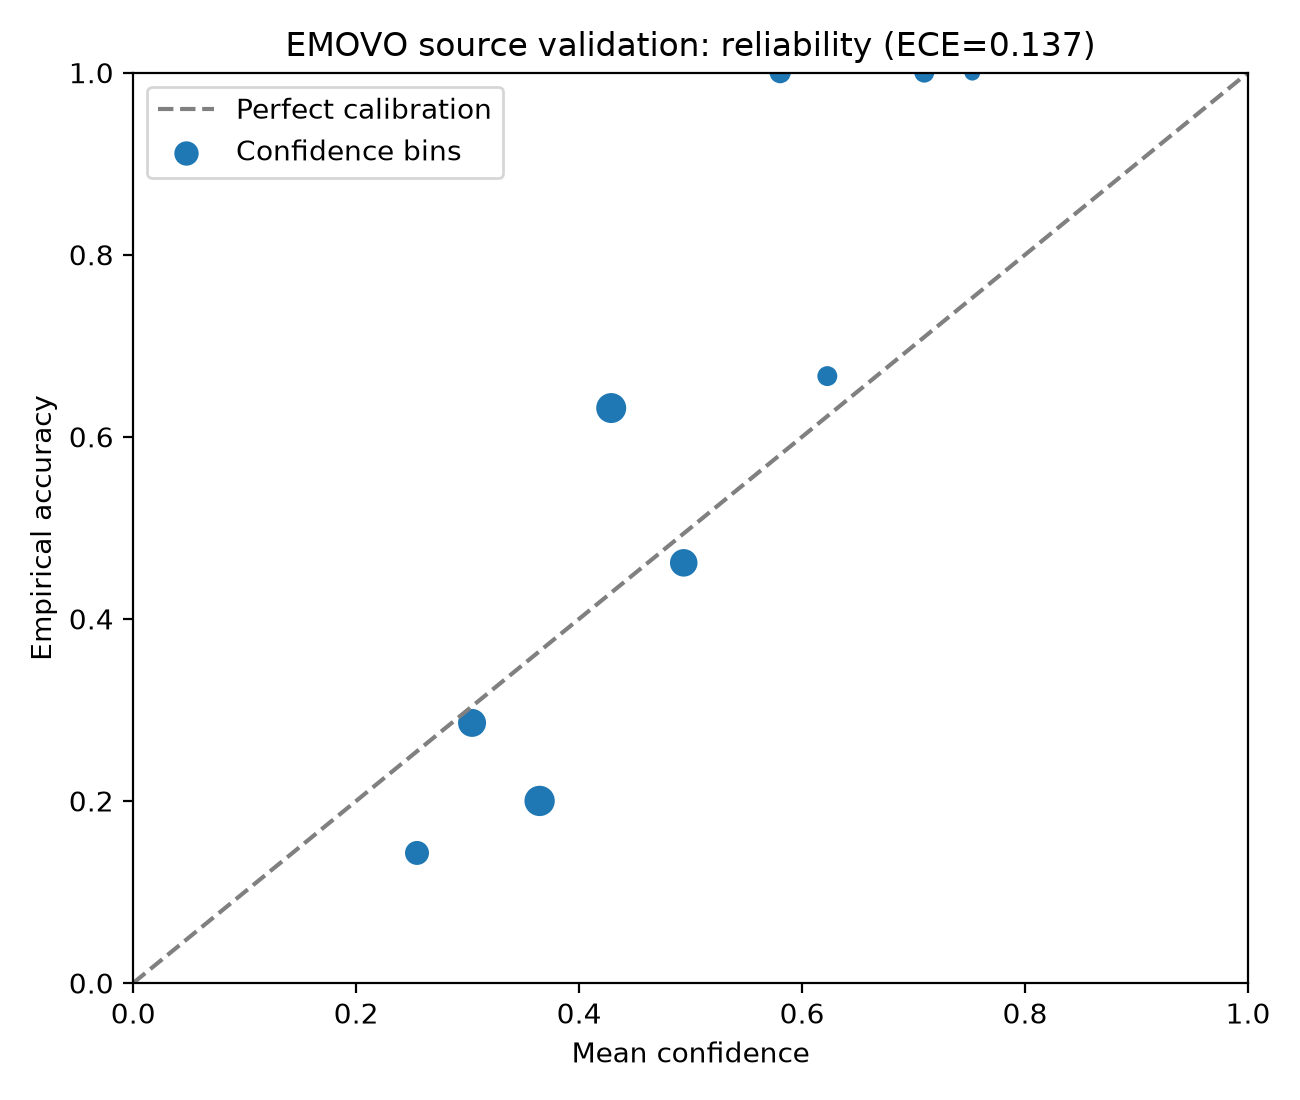 EMOVO source validation: reliability (ECE=0.137)
Perfect calibration
Confidence bins
Empirical accuracy
1.0
0.8
0.6
0.4
0.2
0.0
0.0 0.2 0.4 0.6 0.8 1.0
Mean confidence